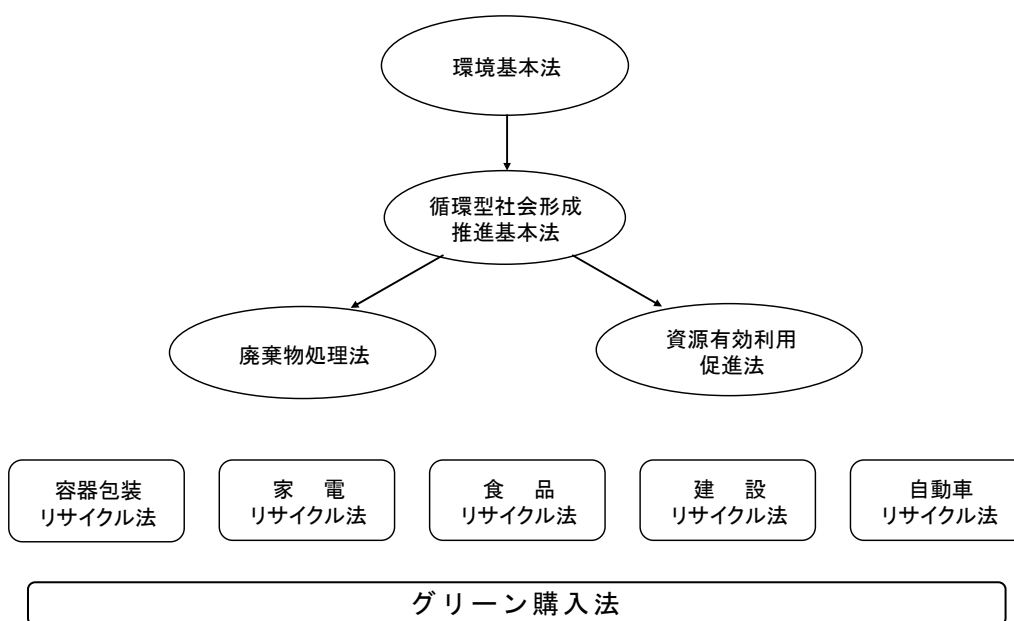 環境基本法
循環型社会形成
推進基本法
廃棄物処理法
資源有効利用
促進法
容器包装
リサイクル法
家　電
リサイクル法
食　品
リサイクル法
建　設
リサイクル法
自動車
リサイクル法
グリーン購入法